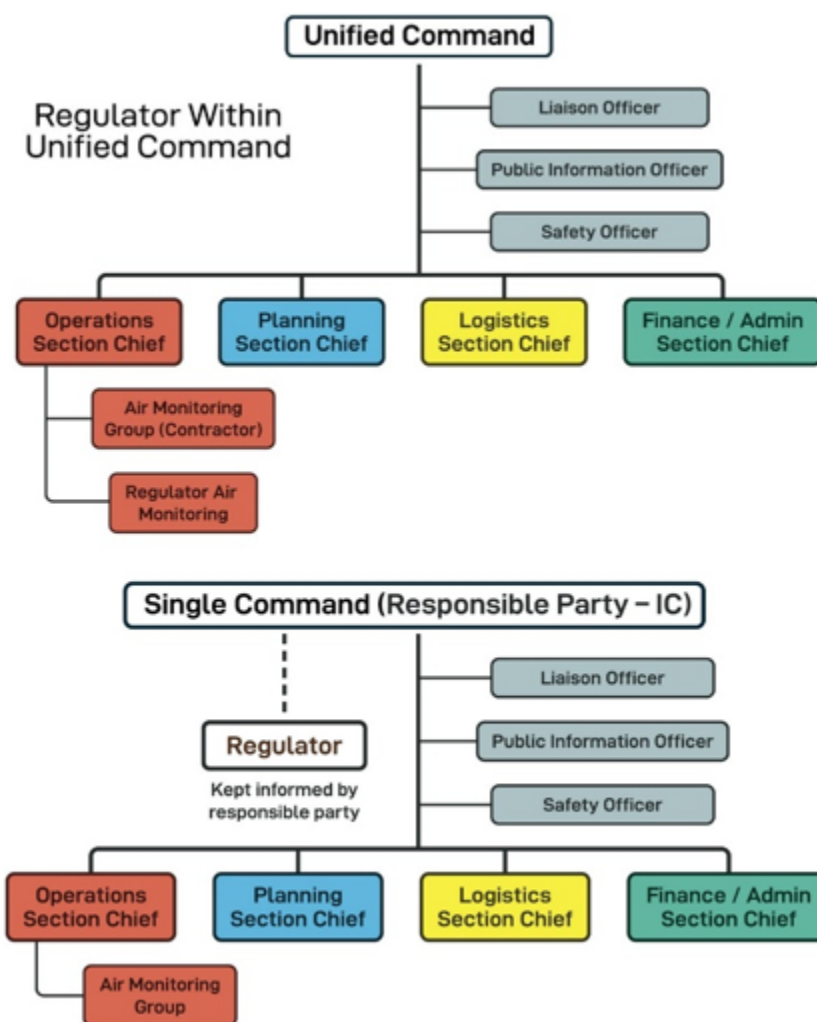 Unified Command
Regulator Within
Unified Command
Liaison Officer
Public Information Officer
Safety Officer
Operations
Section Chief
Planning
Section Chief
Logistics
Section Chief
Finance / Admin
Section Chief
Air Monitoring
Group (Contractor)
Regulator Air
Monitoring
Single Command (Responsible Party – IC)
Liaison Officer
Regulator
Public Information Officer
Kept informed by
responsible party
Safety Officer
Operations
Section Chief
Planning
Section Chief
Logistics
Section Chief
Finance / Admin
Section Chief
Air Monitoring
Group